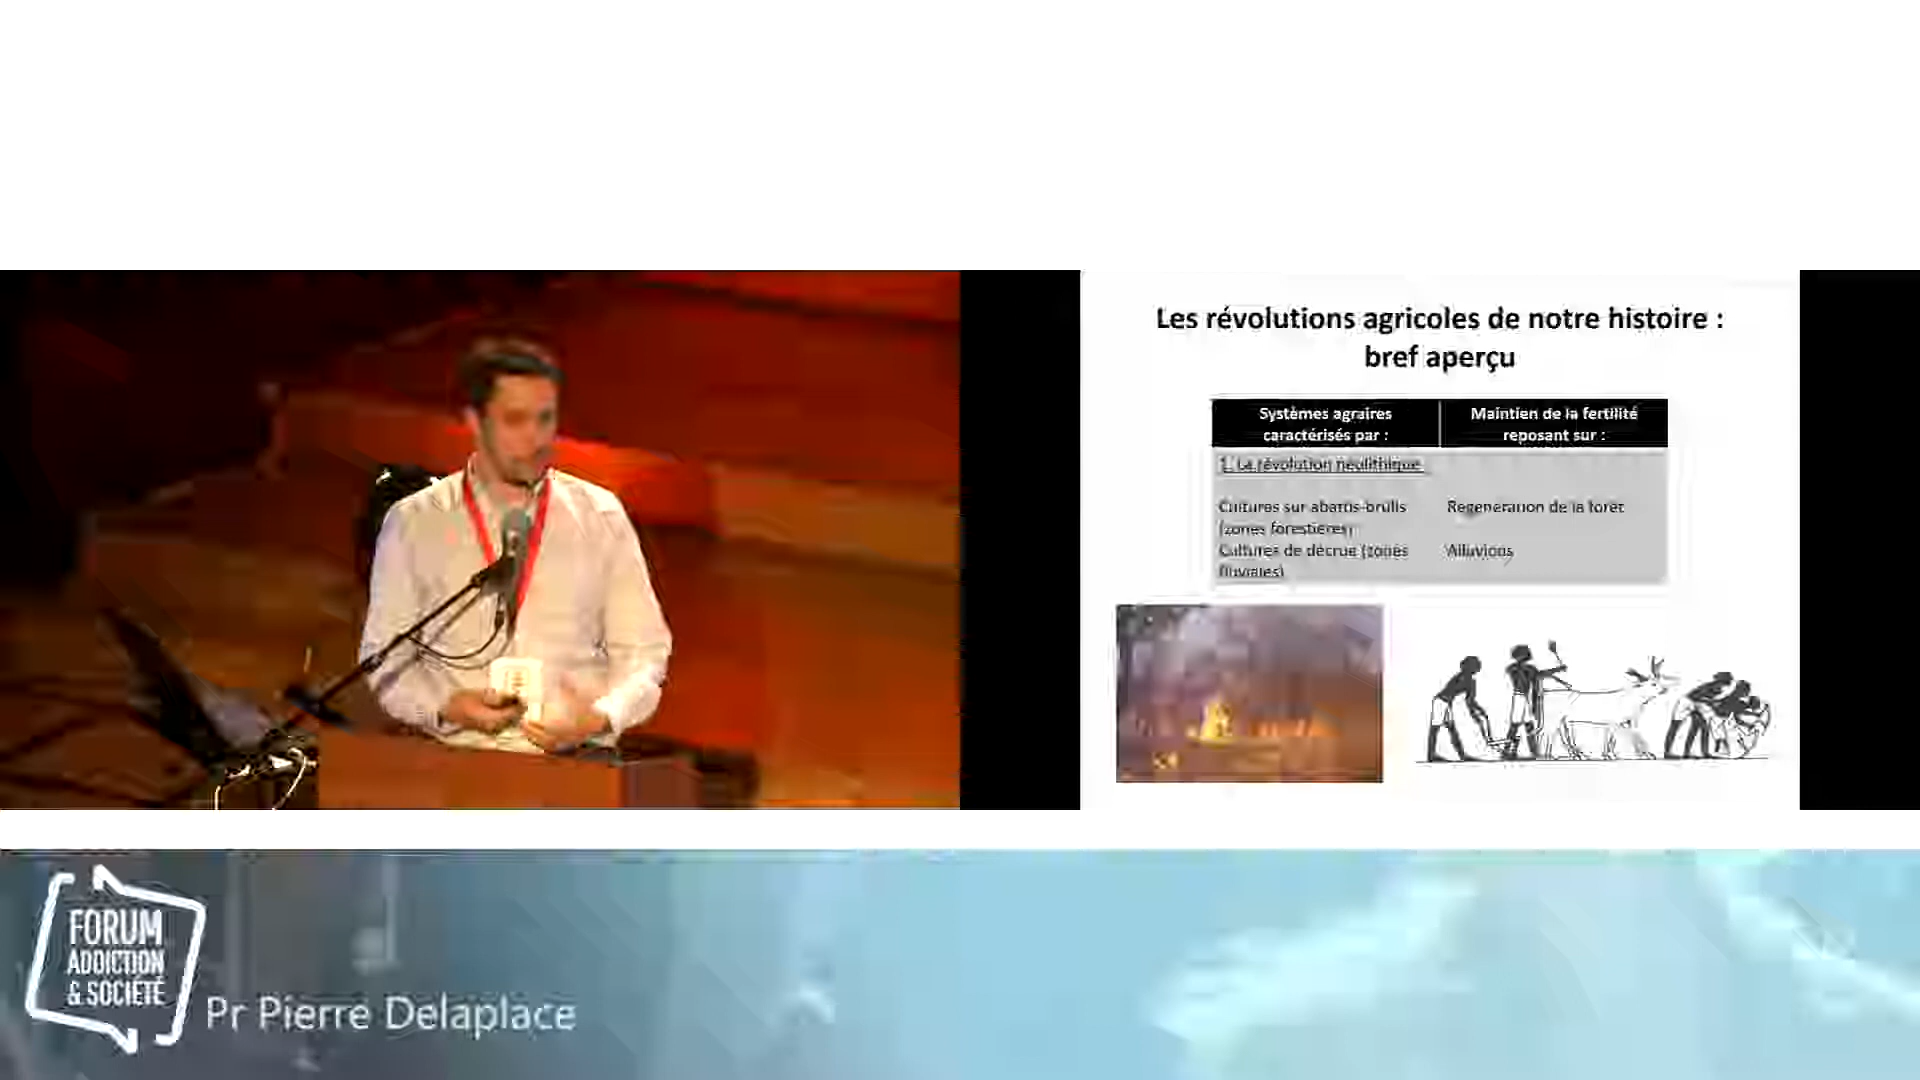 Les révolutions agricoles de notre histoire :
bref aperçu
Systèmes agraires
caractérisés par :
Maintien de la fertilité
reposant sur :
1. La révolution néolithique
Cultures sur abattis-brûlis
(zones forestières)
Régénération de la forêt
Cultures de décrue (zones
fluviales)
Alluvions
FORUM
ADDICTION
& SOCIÉTÉ
Pr Pierre Delaplace